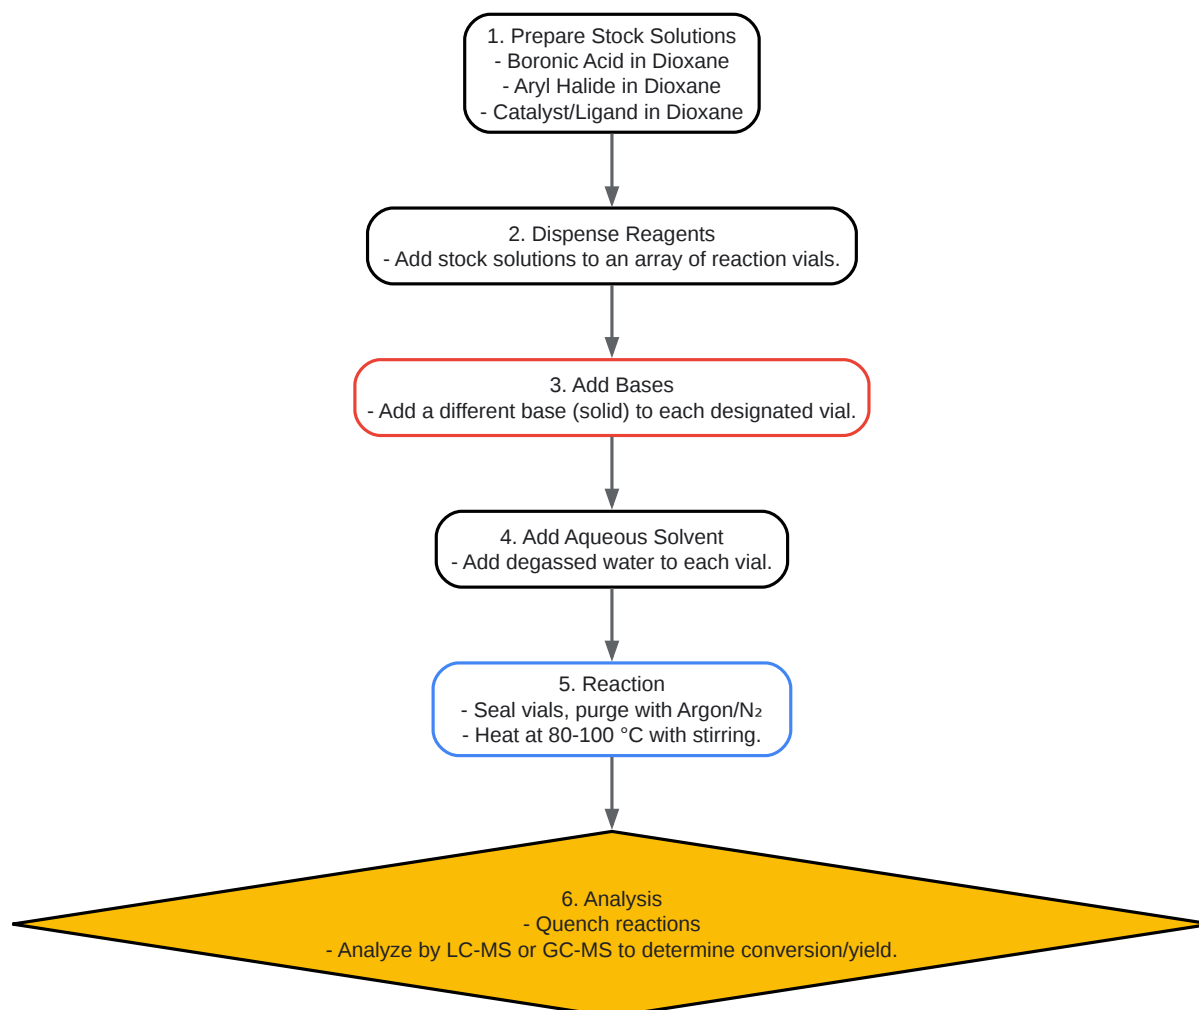 1. Prepare Stock Solutions
- Boronic Acid in Dioxane
- Aryl Halide in Dioxane
- Catalyst/Ligand in Dioxane
2. Dispense Reagents
- Add stock solutions to an array of reaction vials.
3. Add Bases
- Add a different base (solid) to each designated vial.
4. Add Aqueous Solvent
- Add degassed water to each vial.
5. Reaction
- Seal vials, purge with Argon/N₂
- Heat at 80-100 °C with stirring.
6. Analysis
- Quench reactions
- Analyze by LC-MS or GC-MS to determine conversion/yield.